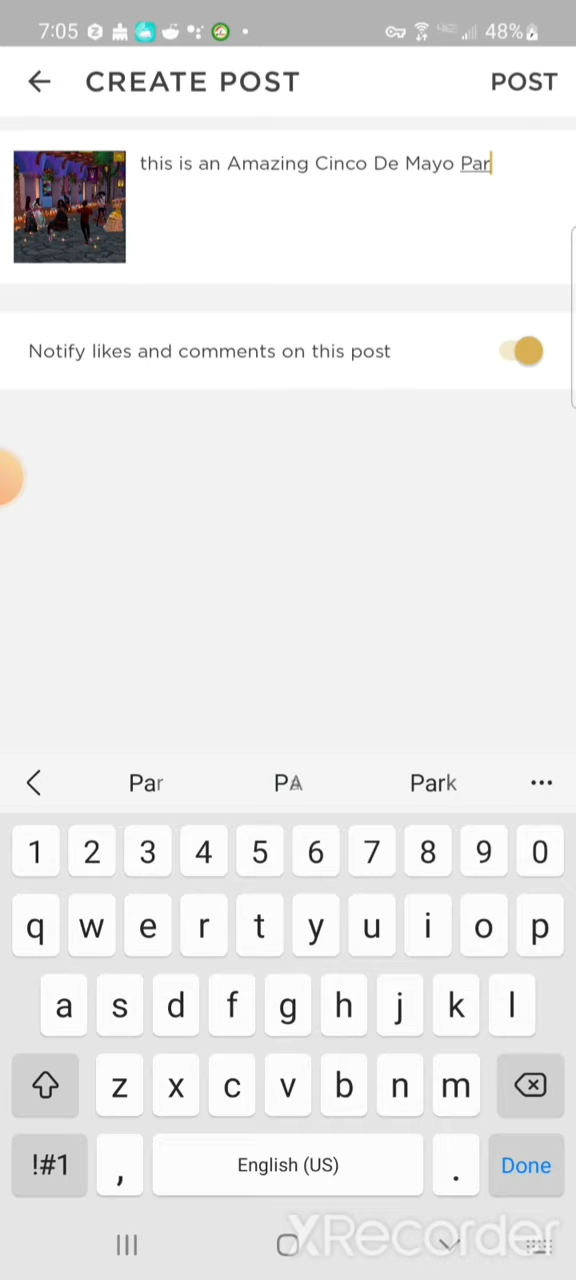 7:05 48%
CREATE POST POST
this is an Amazing Cinco De Mayo Par
Notify likes and comments on this post
Par PA Park ...
1 2 3 4 5 6 7 8 9 0
q w e r t y u i o p
a s d f g h j k l
z x c v b n m
!#1 , English (US) . Done
XRecorder